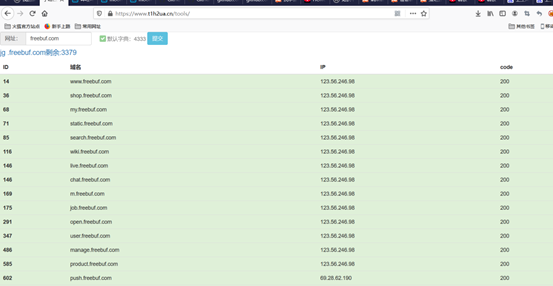 https://www.t1h2ua.cn/tools/
火狐官方站点 新手上路 常用网址 其他书签
网址: freebuf.com 默认字典: 4333 提交
jg .freebuf.com剩余:3379
ID 域名 IP code
14 www.freebuf.com 123.56.246.98 200
36 shop.freebuf.com 123.56.246.98 200
68 my.freebuf.com 123.56.246.98 200
71 static.freebuf.com 123.56.246.98 200
85 search.freebuf.com 123.56.246.98 200
116 wiki.freebuf.com 123.56.246.98 200
146 live.freebuf.com 123.56.246.98 200
146 chat.freebuf.com 123.56.246.98 200
169 m.freebuf.com 123.56.246.98 200
175 job.freebuf.com 123.56.246.98 200
291 open.freebuf.com 123.56.246.98 200
347 user.freebuf.com 123.56.246.98 200
486 manage.freebuf.com 123.56.246.98 200
585 product.freebuf.com 123.56.246.98 200
602 push.freebuf.com 69.28.62.190 200